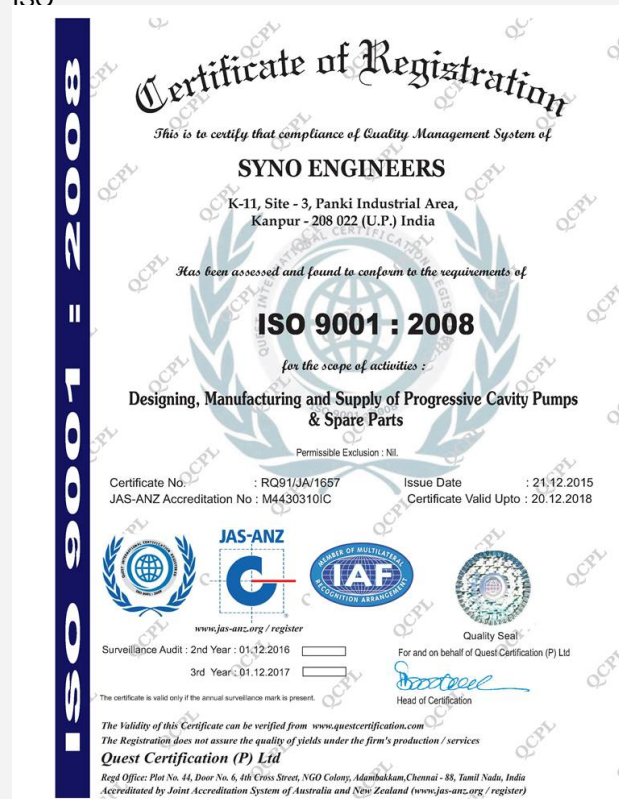 ISO
ISO 9001 : 2008
Certificate of Registration
This is to certify that compliance of Quality Management System of
SYNO ENGINEERS
K-11, Site - 3, Panki Industrial Area,
Kanpur - 208 022 (U.P.) India
Has been assessed and found to conform to the requirements of
ISO 9001 : 2008
for the scope of activities :
Designing, Manufacturing and Supply of Progressive Cavity Pumps
& Spare Parts
Permissible Exclusion : Nil.
Certificate No. : RQ91/JA/1657 Issue Date : 21.12.2015
JAS-ANZ Accreditation No : M4430310IC Certificate Valid Upto : 20.12.2018
JAS-ANZ
MEMBER OF MULTILATERAL
IAF
RECOGNITION ARRANGEMENT
www.jas-anz.org / register
Quality Seal
Surveillance Audit : 2nd Year : 01.12.2016
For and on behalf of Quest Certification (P) Ltd
3rd Year : 01.12.2017
The certificate is valid only if the annual surveillance mark is present.
Head of Certification
The Validity of this Certificate can be verified from www.questcertification.com
The Registration does not assure the quality of yields under the firm's production / services
Quest Certification (P) Ltd
Regd Office: Plot No. 44, Door No. 6, 4th Cross Street, NGO Colony, Adambakkam,Chennai - 88, Tamil Nadu, India
Accreditated by Joint Accreditation System of Australia and New Zealand (www.jas-anz.org / register)
QCPL